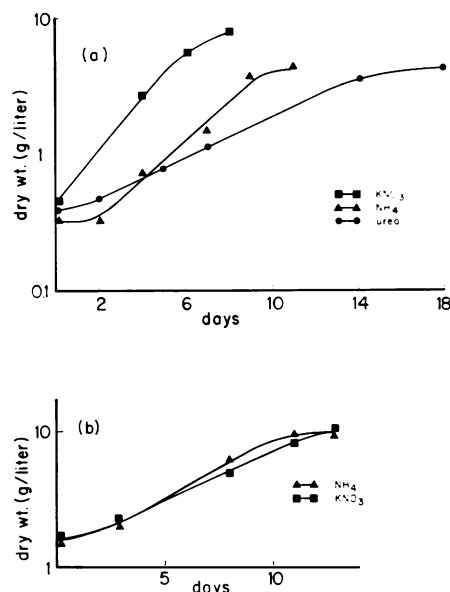 10
(a)
1
0.1
dry wt. (g/liter)
KNO3
NH4
urea
2
6
10
14
18
days
10
(b)
1
dry wt. (g/liter)
NH4
KNO3
5
10
days